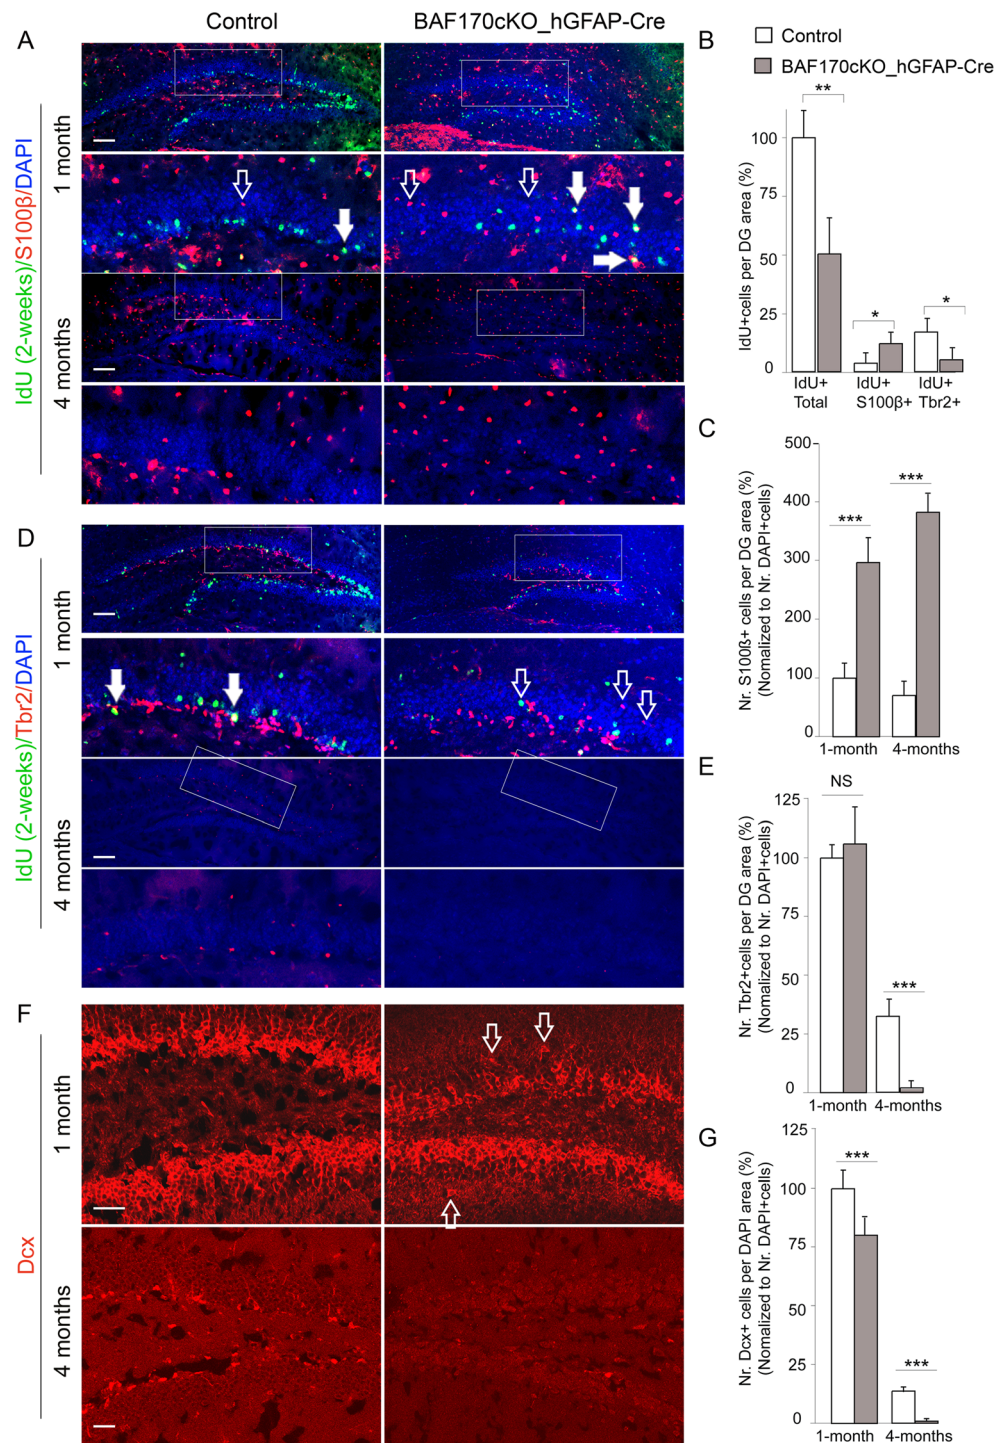 Control
BAF170cKO_hGFAP-Cre
A
IdU (2-weeks)/S100β/DAPI
1 month
4 months
B
Control
BAF170cKO_hGFAP-Cre
IdU+cells per DG area (%)
100
75
50
25
0
**
*
*
IdU+ IdU+ IdU+
Total S100β+ Tbr2+
C
Nr. S100ß+ cells per DG area (%)
(Nomalized to Nr. DAPI+cells)
500
400
300
200
100
0
***
***
1-month 4-months
D
IdU (2-weeks)/Tbr2/DAPI
1 month
4 months
E
Nr. Tbr2+cells per DG area (%)
(Nomalized to Nr. DAPI+cells)
125
100
75
50
25
0
NS
***
1-month 4-months
F
Dcx
1 month
4 months
G
Nr. Dcx+ cells per DAPI area (%)
(Nomalized to Nr. DAPI+cells)
125
100
75
50
25
0
***
***
1-month 4-months